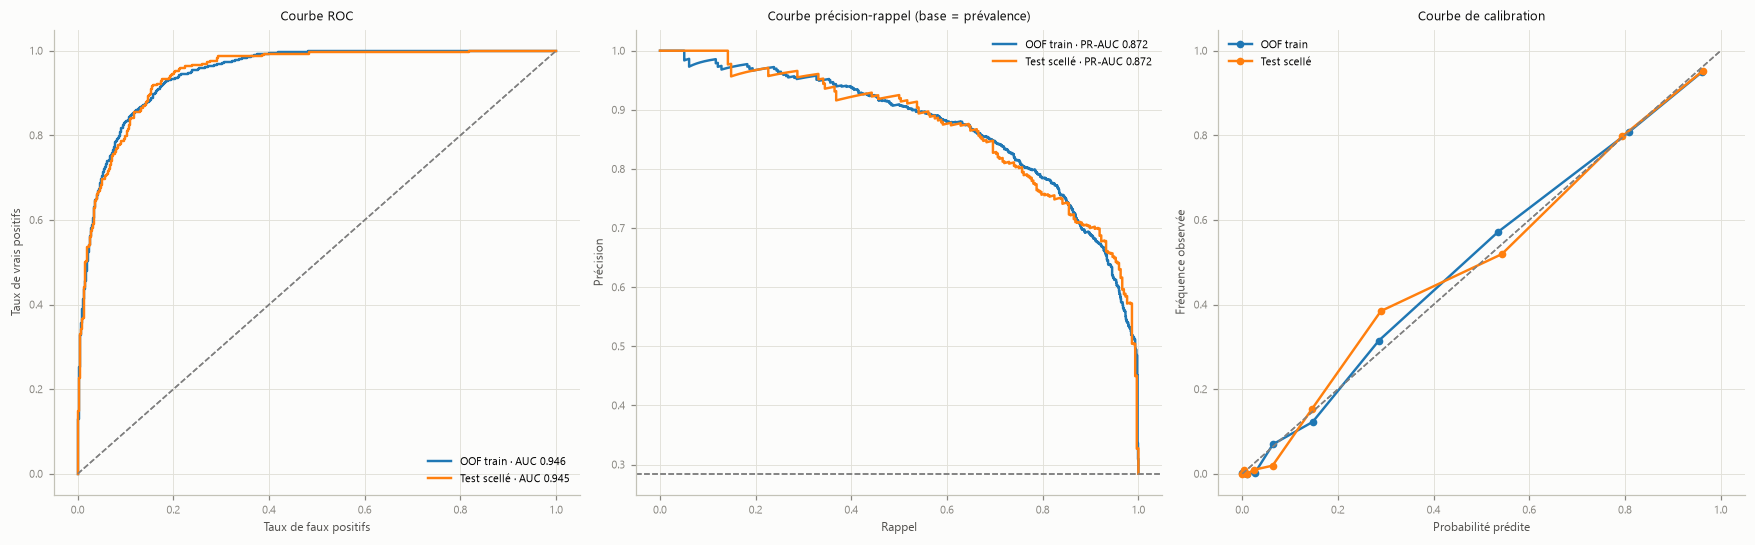 Courbe ROC
Taux de vrais positifs
1.0
0.8
0.6
0.4
0.2
0.0
0.0 0.2 0.4 0.6 0.8 1.0
Taux de faux positifs
OOF train · AUC 0.946
Test scellé · AUC 0.945
Courbe précision-rappel (base = prévalence)
Précision
1.0
0.9
0.8
0.7
0.6
0.5
0.4
0.3
0.0 0.2 0.4 0.6 0.8 1.0
Rappel
OOF train · PR-AUC 0.872
Test scellé · PR-AUC 0.872
Courbe de calibration
Fréquence observée
1.0
0.8
0.6
0.4
0.2
0.0
0.0 0.2 0.4 0.6 0.8 1.0
Probabilité prédite
OOF train
Test scellé